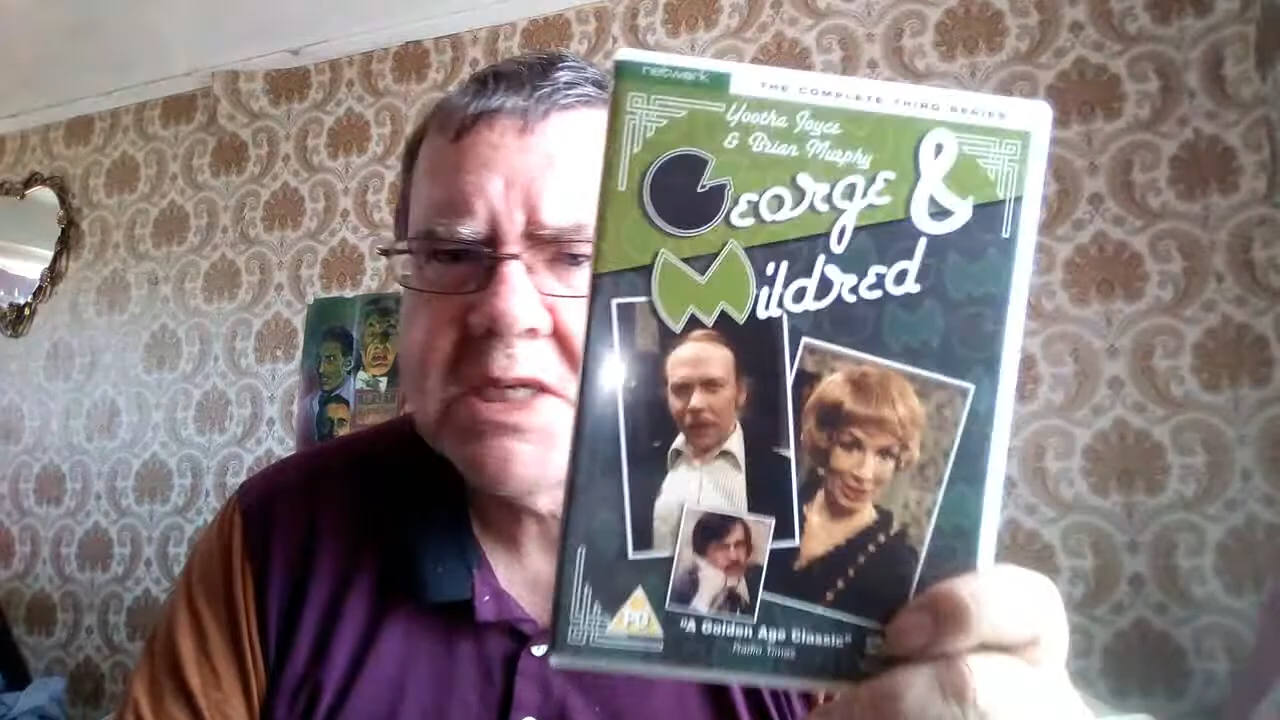 network
THE COMPLETE THIRD SERIES
Yootha Joyce
& Brian Murphy
George &
Mildred
PG
"A Golden Age Classic"
Radio Times